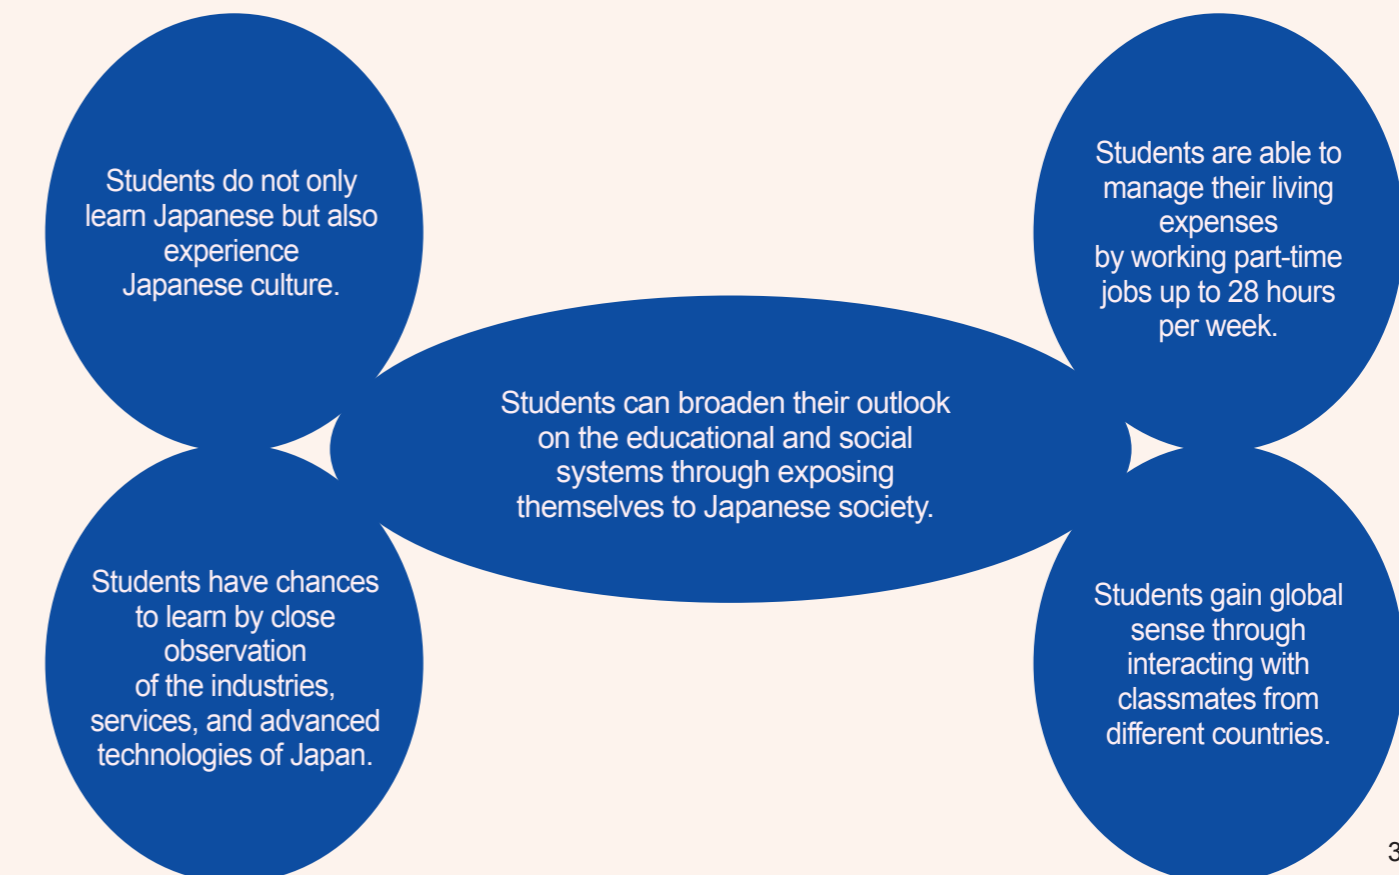 Students do not only
learn Japanese but also
experience
Japanese culture.
Students are able to
manage their living
expenses
by working part-time
jobs up to 28 hours
per week.
Students can broaden their outlook
on the educational and social
systems through exposing
themselves to Japanese society.
Students have chances
to learn by close
observation
of the industries,
services, and advanced
technologies of Japan.
Students gain global
sense through
interacting with
classmates from
different countries.
3